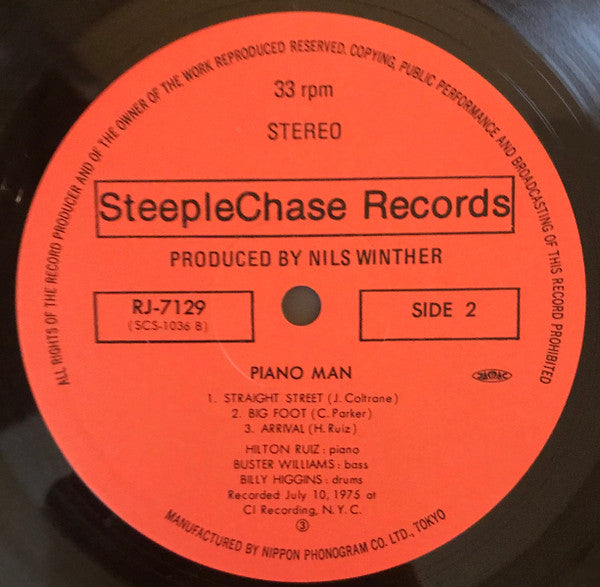 ALL RIGHTS OF THE RECORD PRODUCER AND OF THE OWNER OF THE WORK REPRODUCED RESERVED. COPYING, PUBLIC PERFORMANCE AND BROADCASTING OF THIS RECORD PROHIBITED
33 rpm
STEREO
SteepleChase Records
PRODUCED BY NILS WINTHER
RJ-7129
(SCS-1036 B)
SIDE 2
PIANO MAN
JASRAC
1. STRAIGHT STREET (J. Coltrane)
2. BIG FOOT (C. Parker)
3. ARRIVAL (H. Ruiz)
HILTON RUIZ : piano
BUSTER WILLIAMS : bass
BILLY HIGGINS : drums
Recorded July 10, 1975 at
CI Recording, N. Y. C.
③
MANUFACTURED BY NIPPON PHONOGRAM CO. LTD., TOKYO